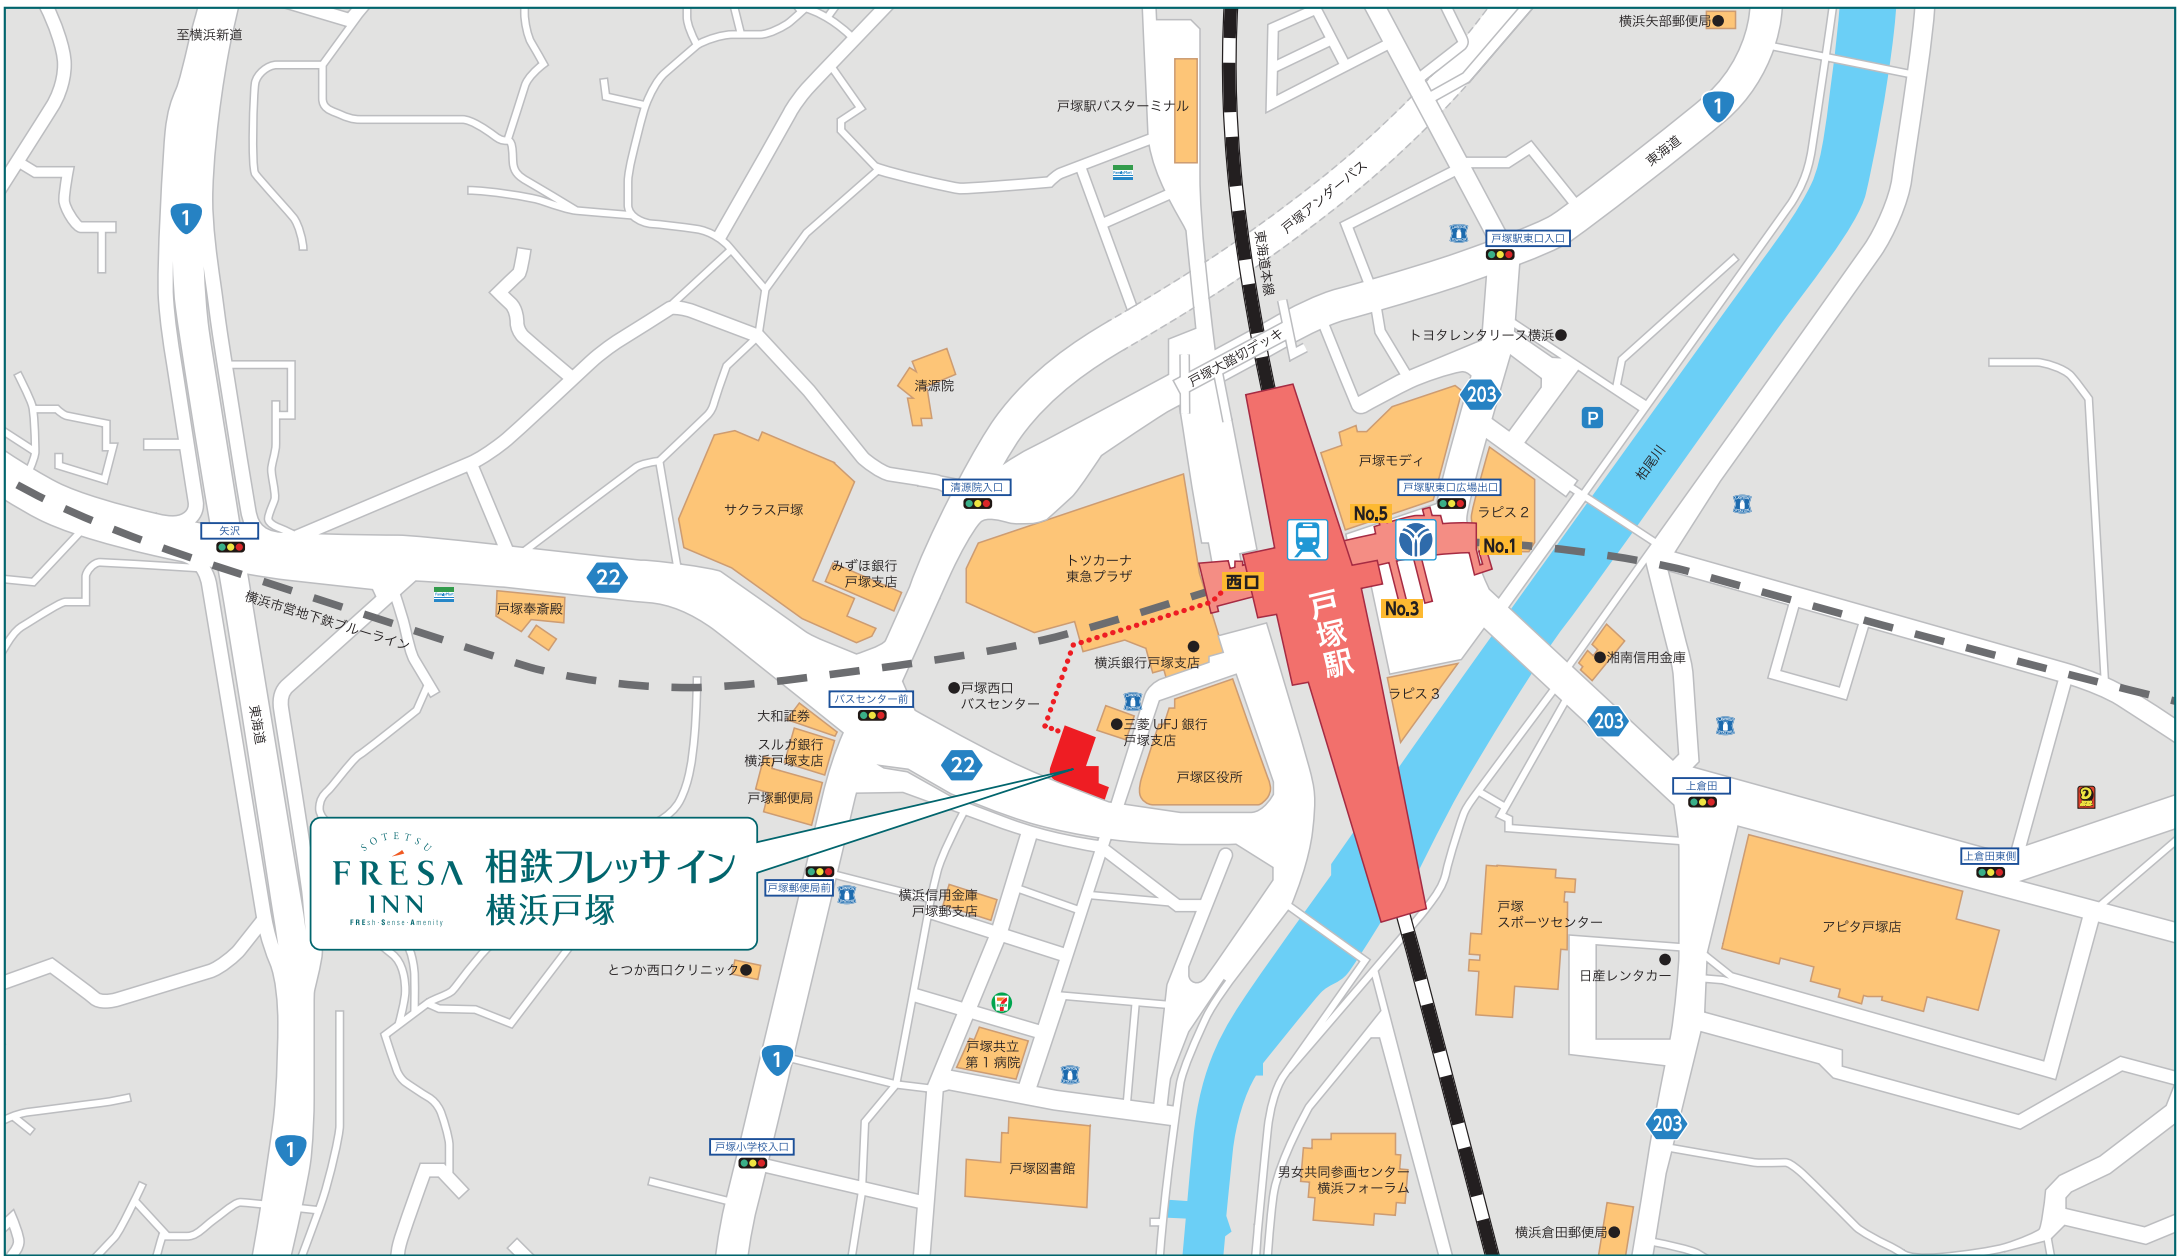 至横浜新道
横浜矢部郵便局
1
戸塚駅バスターミナル
東海道
戸塚アンダーパス
1
戸塚駅東口入口
東海道本線
トヨタレンタリース横浜
戸塚大踏切デッキ
清源院
203
P
戸塚モディ
柏尾川
清源院入口
戸塚駅東口広場出口
サクラス戸塚
No.5
ラピス2
矢沢
No.1
トツカーナ
東急プラザ
みずほ銀行
戸塚支店
22
西口
横浜市営地下鉄ブルーライン
戸塚奉斎殿
No.3
戸塚駅
横浜銀行戸塚支店
湘南信用金庫
戸塚西口
バスセンター
ラピス3
バスセンター前
大和証券
三菱UFJ銀行
戸塚支店
203
東海道
スルガ銀行
横浜戸塚支店
22
戸塚区役所
上倉田
戸塚郵便局
SOTETSU
FRÉSA
INN
FREsh・Sense・Amenity
相鉄フレッサイン
横浜戸塚
上倉田東側
戸塚郵便局前
横浜信用金庫
戸塚郵支店
戸塚
スポーツセンター
アピタ戸塚店
とつか西口クリニック
日産レンタカー
7
戸塚共立
第1病院
1
203
1
戸塚小学校入口
戸塚図書館
男女共同参画センター
横浜フォーラム
横浜倉田郵便局